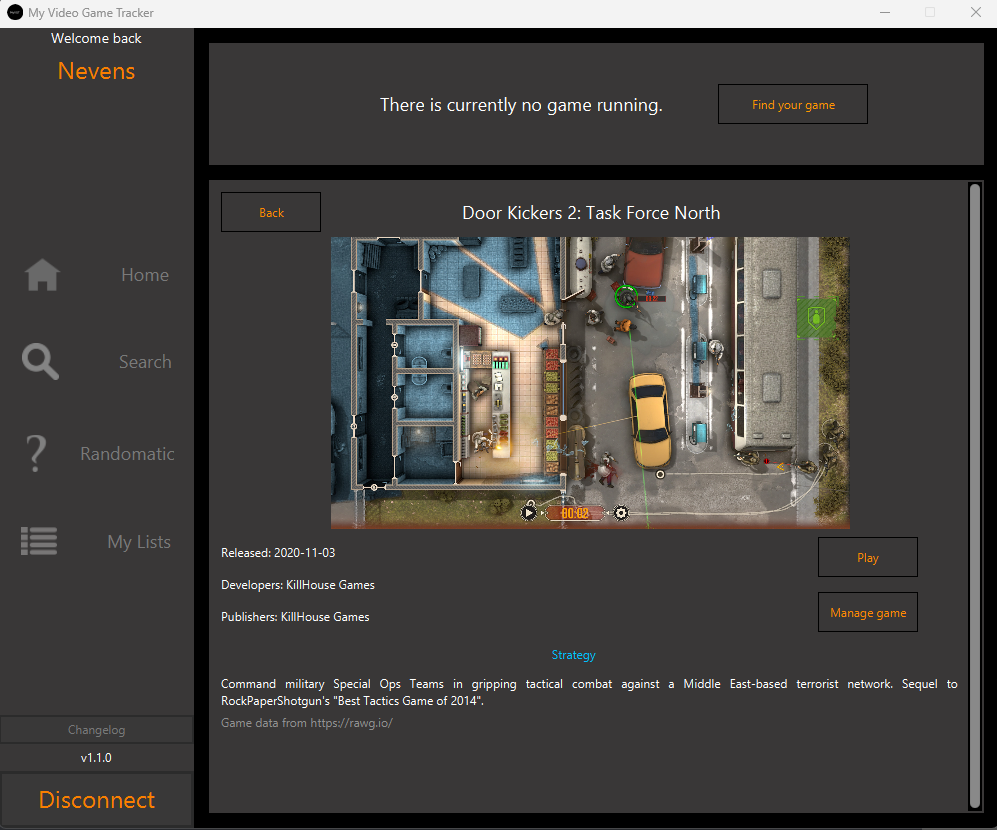 My Video Game Tracker
Welcome back
Nevens
Home
Search
Randomatic
My Lists
Changelog
v1.1.0
Disconnect
There is currently no game running.
Find your game
Back
Door Kickers 2: Task Force North
00:02
Released: 2020-11-03
Developers: KillHouse Games
Publishers: KillHouse Games
Play
Manage game
Strategy
Command military Special Ops Teams in gripping tactical combat against a Middle East-based terrorist network. Sequel to
RockPaperShotgun's "Best Tactics Game of 2014".
Game data from https://rawg.io/